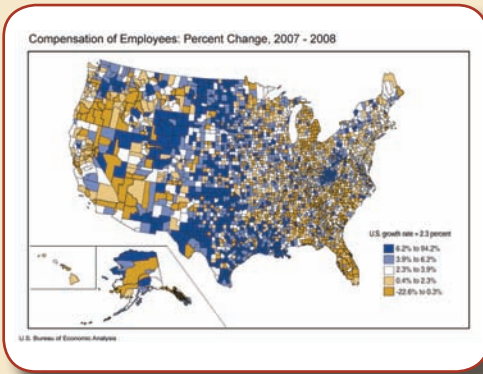 Compensation of Employees: Percent Change, 2007 - 2008
U.S. growth rate = 2.3 percent
6.2% to 94.2%
3.9% to 6.2%
2.3% to 3.9%
0.4% to 2.3%
-22.6% to 0.3%
U.S. Bureau of Economic Analysis